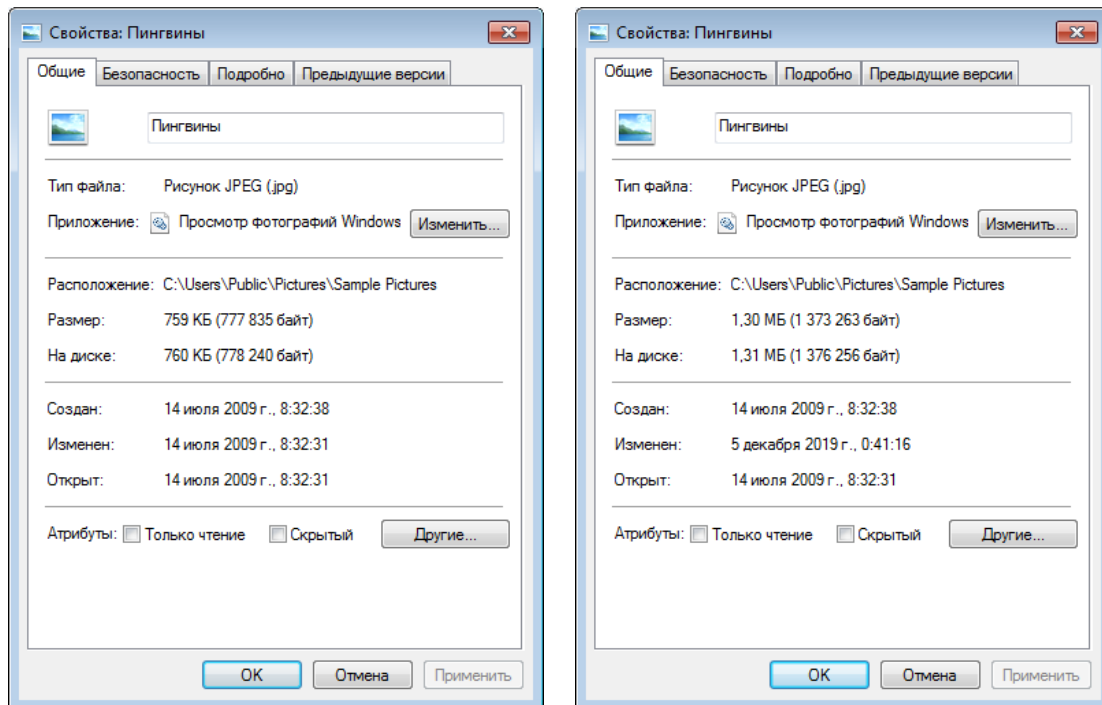 Свойства: Пингвины
Общие Безопасность Подробно Предыдущие версии
Пингвины
Тип файла: Рисунок JPEG (.jpg)
Приложение: Просмотр фотографий Windows Изменить...
Расположение: C:\Users\Public\Pictures\Sample Pictures
Размер: 759 КБ (777 835 байт)
На диске: 760 КБ (778 240 байт)
Создан: 14 июля 2009 г., 8:32:38
Изменен: 14 июля 2009 г., 8:32:31
Открыт: 14 июля 2009 г., 8:32:31
Атрибуты: Только чтение Скрытый Другие...
OK Отмена Применить
Свойства: Пингвины
Общие Безопасность Подробно Предыдущие версии
Пингвины
Тип файла: Рисунок JPEG (.jpg)
Приложение: Просмотр фотографий Windows Изменить...
Расположение: C:\Users\Public\Pictures\Sample Pictures
Размер: 1,30 МБ (1 373 263 байт)
На диске: 1,31 МБ (1 376 256 байт)
Создан: 14 июля 2009 г., 8:32:38
Изменен: 5 декабря 2019 г., 0:41:16
Открыт: 14 июля 2009 г., 8:32:31
Атрибуты: Только чтение Скрытый Другие...
OK Отмена Применить